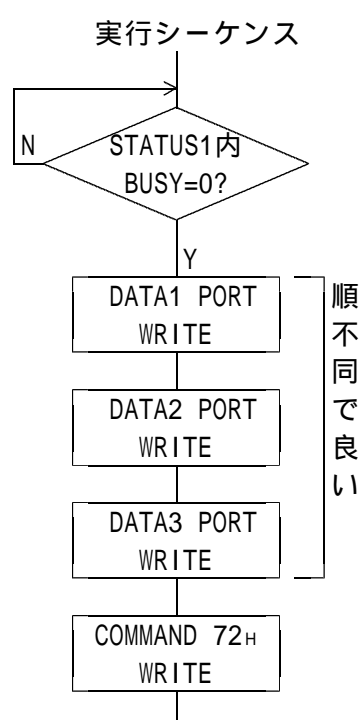 実行シーケンス
N
STATUS1内
BUSY=0?
Y
DATA1 PORT
WRITE
DATA2 PORT
WRITE
DATA3 PORT
WRITE
順不同で良い
COMMAND 72H
WRITE